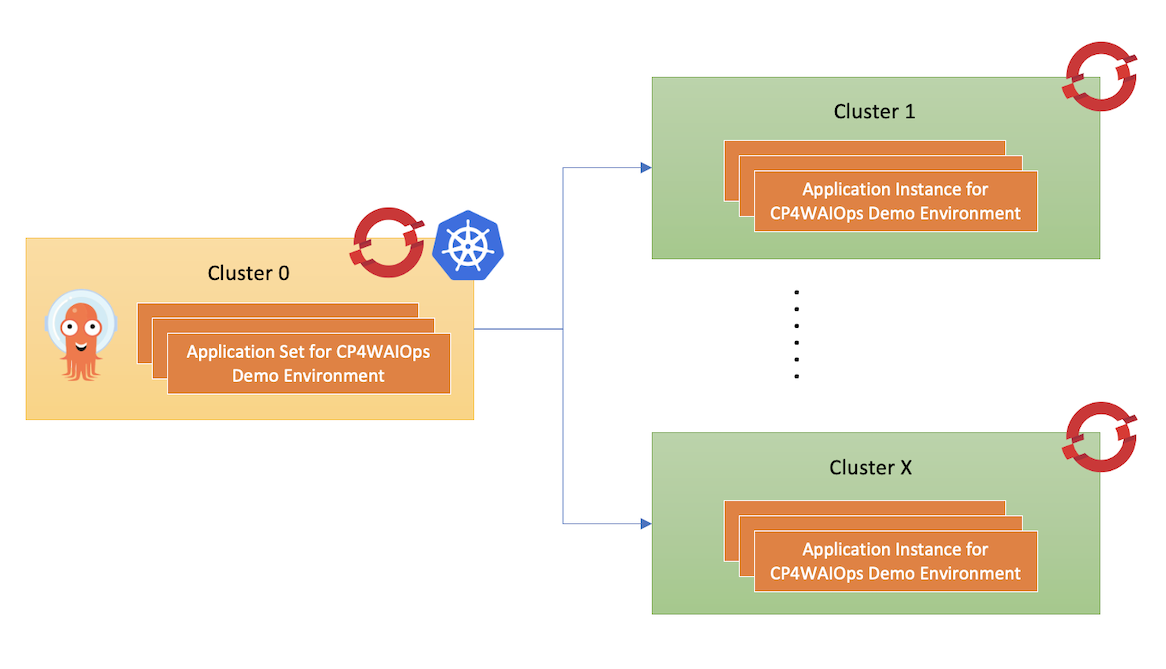 Cluster 0
Application Set for CP4WAIOps
Demo Environment
Cluster 1
Application Instance for
CP4WAIOps Demo Environment
Cluster X
Application Instance for
CP4WAIOps Demo Environment